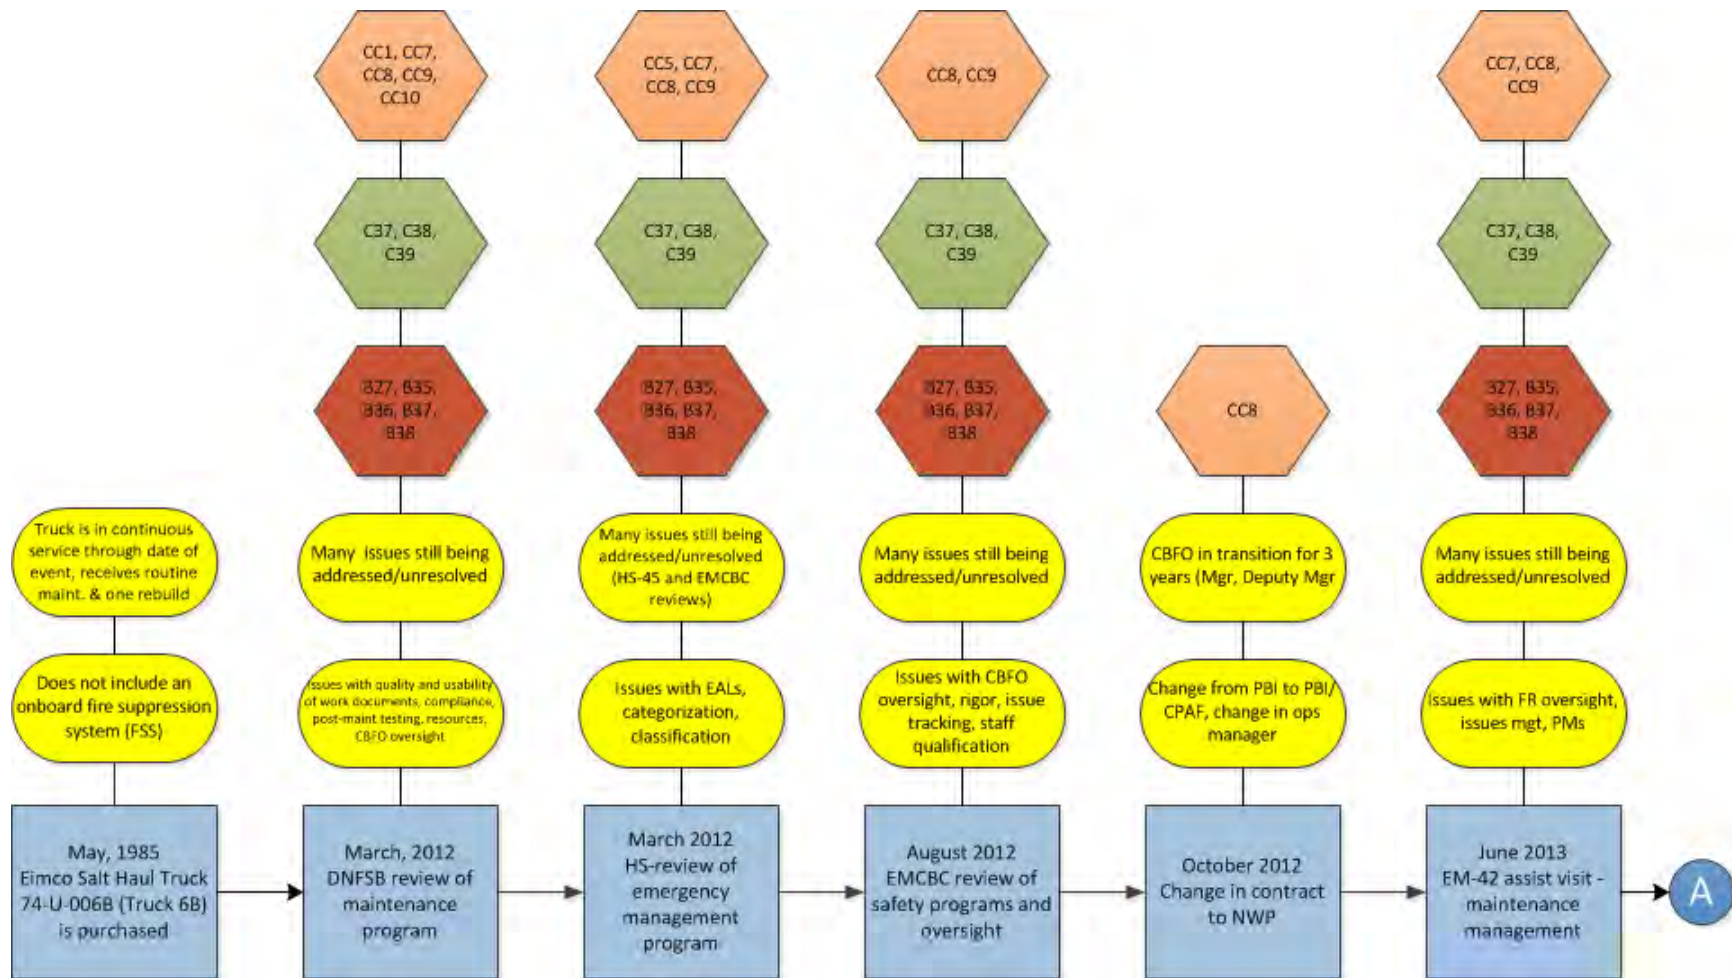 CC1, CC7,
CC8, CC9,
CC10
CC5, CC7,
CC8, CC9
CC8, CC9
CC7, CC8,
CC9
C37, C38,
C39
C37, C38,
C39
C37, C38,
C39
C37, C38,
C39
B27, B35,
B36, B37,
B38
B27, B35,
B36, B37,
B38
B27, B35,
B36, B37,
B38
CC8
B27, B35,
B36, B37,
B38
Truck is in continuous
service through date of
event, receives routine
maint. & one rebuild
Many issues still being
addressed/unresolved
Many issues still being
addressed/unresolved
(HS-45 and EMCBC
reviews)
Many issues still being
addressed/unresolved
CBFO in transition for 3
years (Mgr, Deputy Mgr
Many issues still being
addressed/unresolved
Does not include an
onboard fire suppression
system (FSS)
Issues with quality and usability
of work documents, compliance,
post-maint testing, resources,
CBFO oversight
Issues with EALs,
categorization,
classification
Issues with CBFO
oversight, rigor, issue
tracking, staff
qualification
Change from PBI to PBI/
CPAF, change in ops
manager
Issues with FR oversight,
issues mgt, PMs
May, 1985
Eimco Salt Haul Truck
74-U-006B (Truck 6B)
is purchased
March, 2012
DNFSB review of
maintenance
program
March 2012
HS-review of
emergency
management
program
August 2012
EMCBC review of
safety programs and
oversight
October 2012
Change in contract
to NWP
June 2013
EM-42 assist visit -
maintenance
management
A